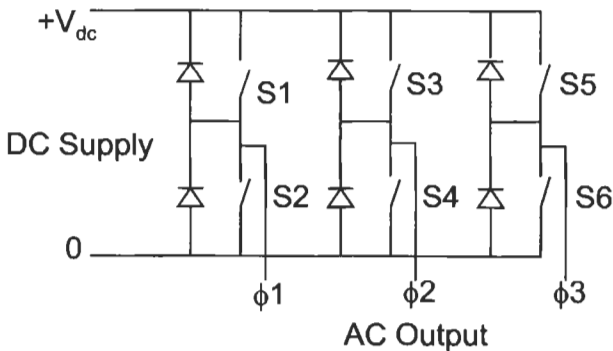 +Vdc
S1
S3
S5
DC Supply
S2
S4
S6
0
ϕ1
ϕ2
ϕ3
AC Output